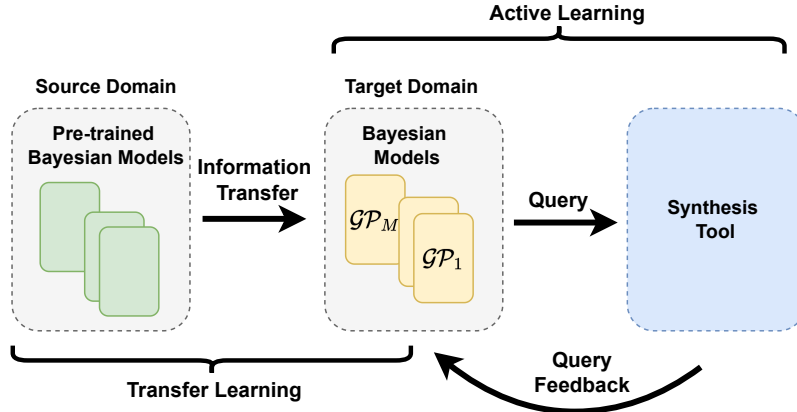 Active Learning
Source Domain
Target Domain
Pre-trained
Bayesian Models
Information
Transfer
Bayesian
Models
𝒢𝒫_M
𝒢𝒫_1
Query
Synthesis
Tool
Transfer Learning
Query
Feedback